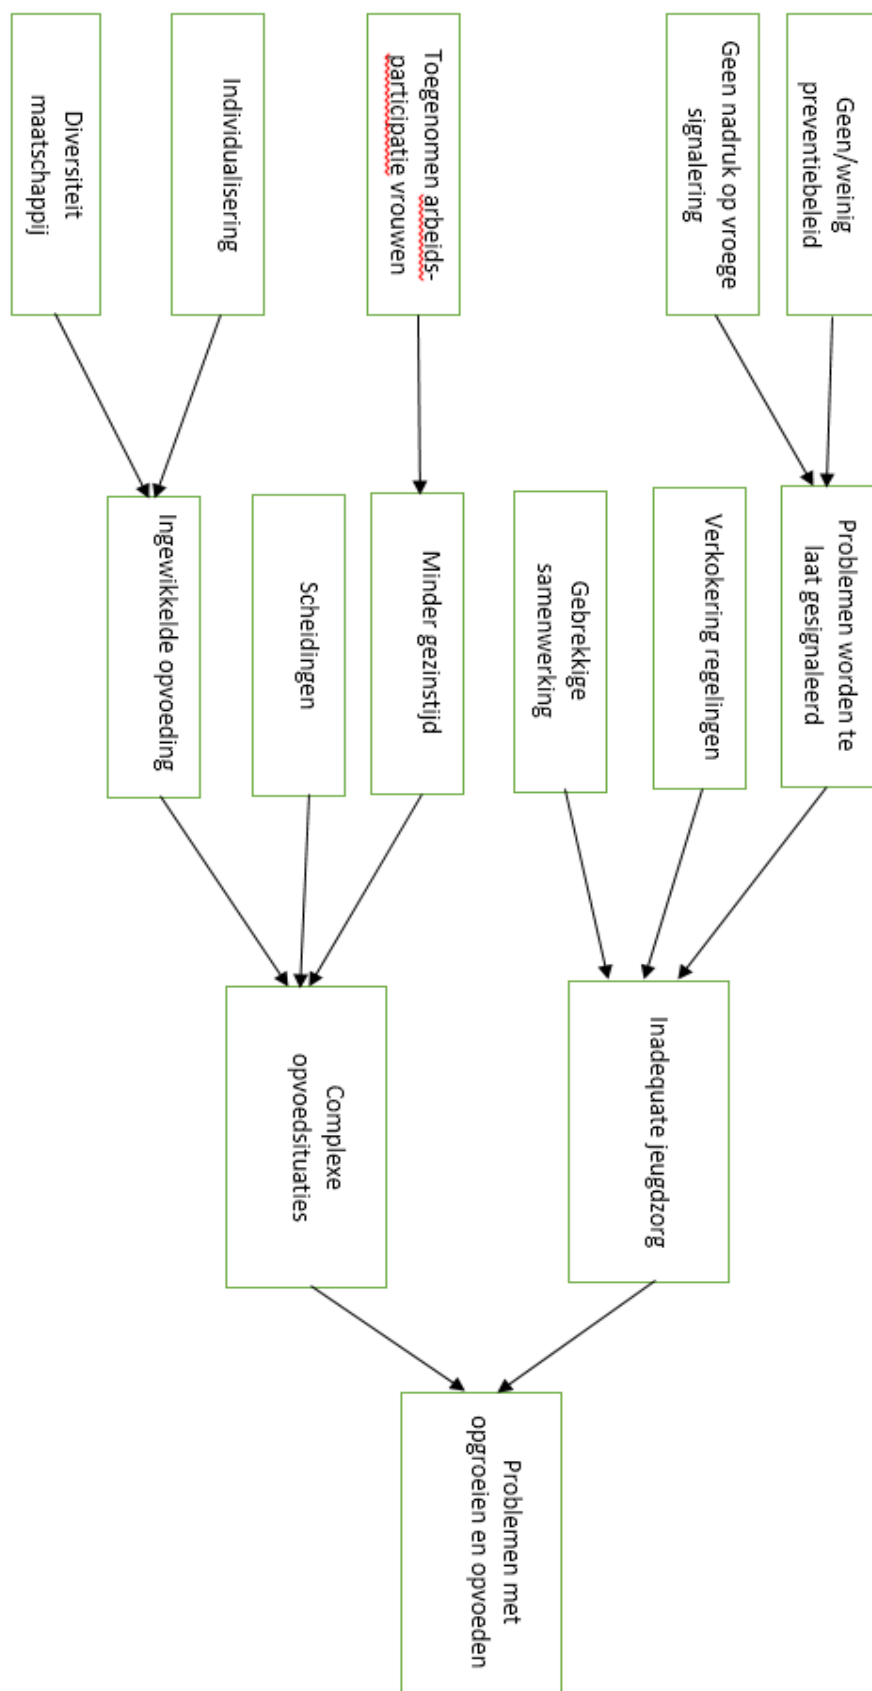 Geen/weinig
preventiebeleid
Geen nadruk op vroege
signalering
Toegenomen arbeids-
participatie vrouwen
Individualisering
Diversiteit
maatschappij
Problemen worden te
laat gesignaleerd
Verkokering regelingen
Gebrekkige
samenwerking
Minder gezinstijd
Scheidingen
Ingewikkelde opvoeding
Inadequate jeugdzorg
Complexe
opvoedsituaties
Problemen met
opgroeien en opvoeden